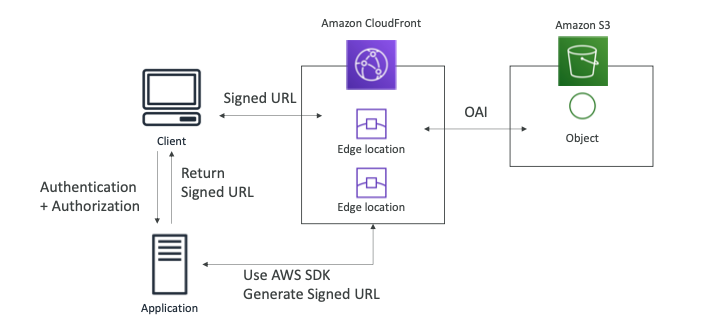 Amazon CloudFront
Amazon S3
Signed URL
OAI
Object
Client
Edge location
Authentication
+ Authorization
Return
Signed URL
Edge location
Use AWS SDK
Generate Signed URL
Application